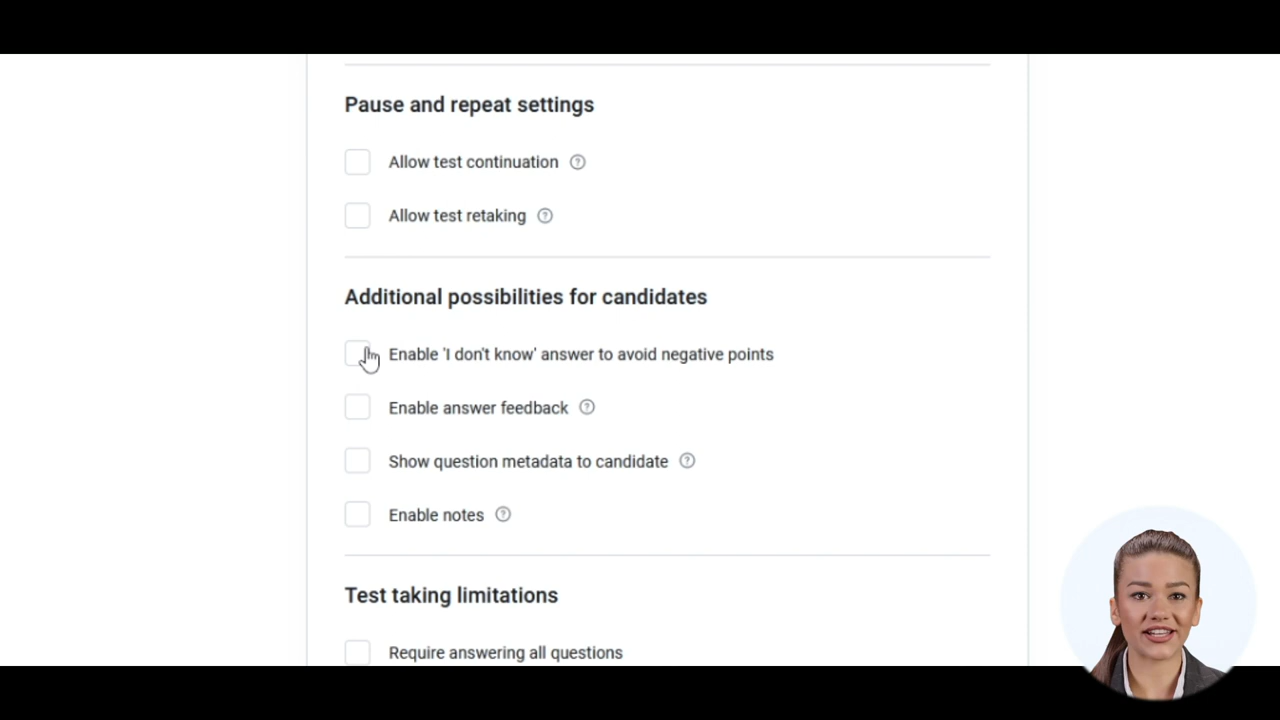 Pause and repeat settings
Allow test continuation ?
Allow test retaking ?
Additional possibilities for candidates
Enable 'I don't know' answer to avoid negative points
Enable answer feedback ?
Show question metadata to candidate ?
Enable notes ?
Test taking limitations
Require answering all questions